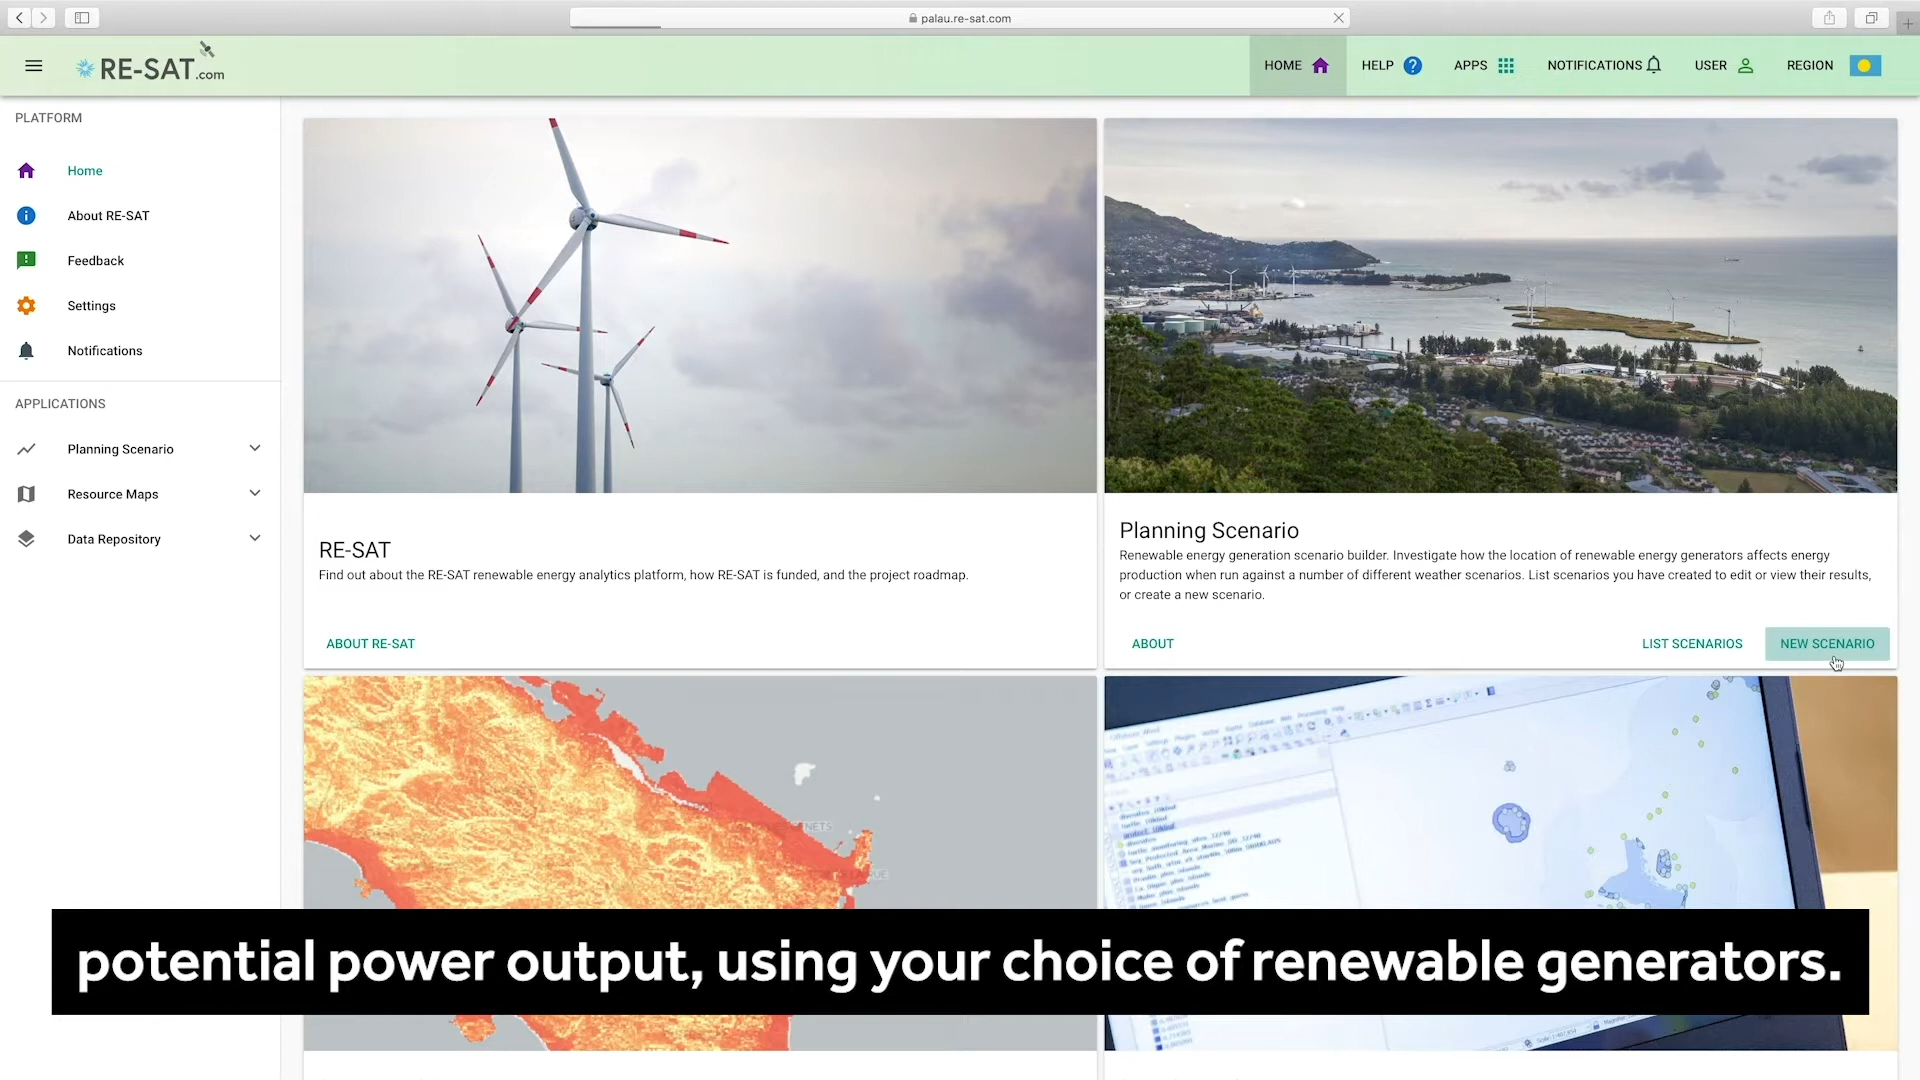 palau.re-sat.com
RE-SAT.com
HOME
HELP
?
APPS
NOTIFICATIONS
USER
REGION
PLATFORM
Home
About RE-SAT
Feedback
Settings
Notifications
APPLICATIONS
Planning Scenario
Resource Maps
Data Repository
RE-SAT
Find out about the RE-SAT renewable energy analytics platform, how RE-SAT is funded, and the project roadmap.
ABOUT RE-SAT
Planning Scenario
Renewable energy generation scenario builder. Investigate how the location of renewable energy generators affects energy
production when run against a number of different weather scenarios. List scenarios you have created to edit or view their results,
or create a new scenario.
ABOUT
LIST SCENARIOS
NEW SCENARIO
potential power output, using your choice of renewable generators.